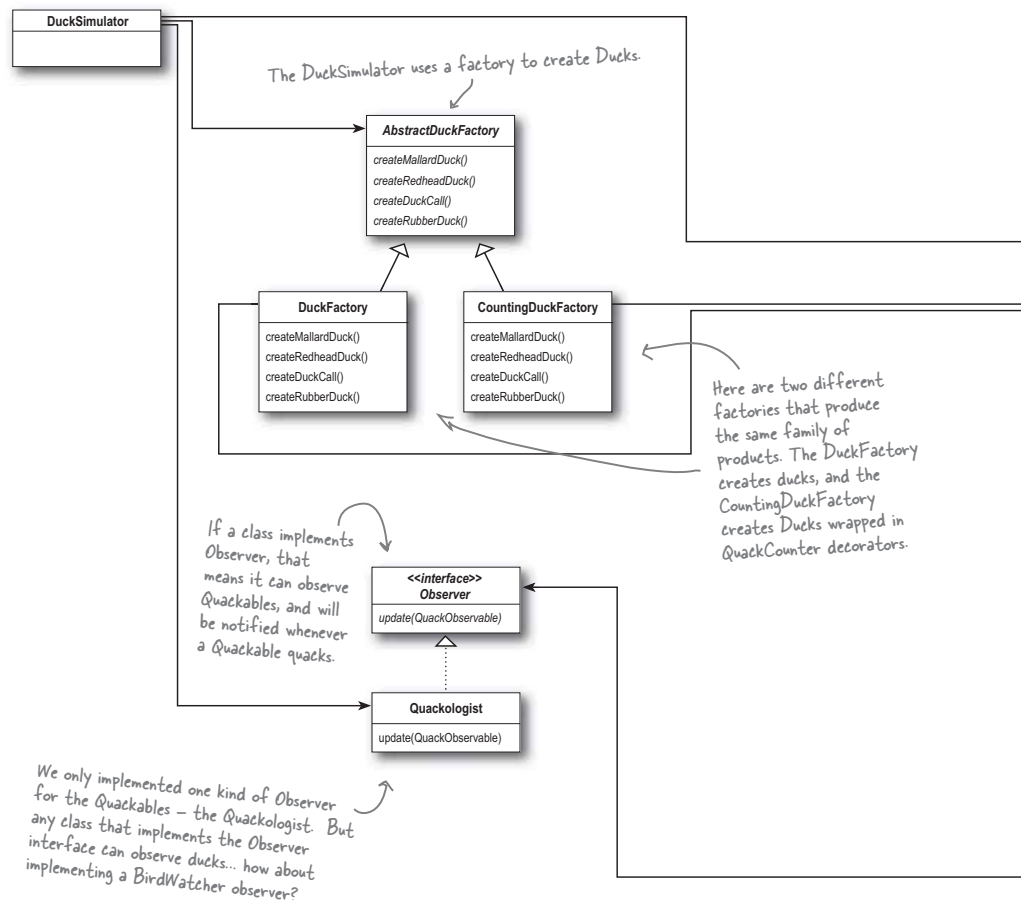 DuckSimulator
The DuckSimulator uses a factory to create Ducks.
AbstractDuckFactory
createMallardDuck()
createRedheadDuck()
createDuckCall()
createRubberDuck()
DuckFactory
createMallardDuck()
createRedheadDuck()
createDuckCall()
createRubberDuck()
CountingDuckFactory
createMallardDuck()
createRedheadDuck()
createDuckCall()
createRubberDuck()
Here are two different
factories that produce
the same family of
products. The DuckFactory
creates ducks, and the
CountingDuckFactory
creates Ducks wrapped in
QuackCounter decorators.
If a class implements
Observer, that
means it can observe
Quackables, and will
be notified whenever
a Quackable quacks.
<<interface>>
Observer
update(QuackObservable)
Quackologist
update(QuackObservable)
We only implemented one kind of Observer
for the Quackables – the Quackologist. But
any class that implements the Observer
interface can observe ducks... how about
implementing a BirdWatcher observer?